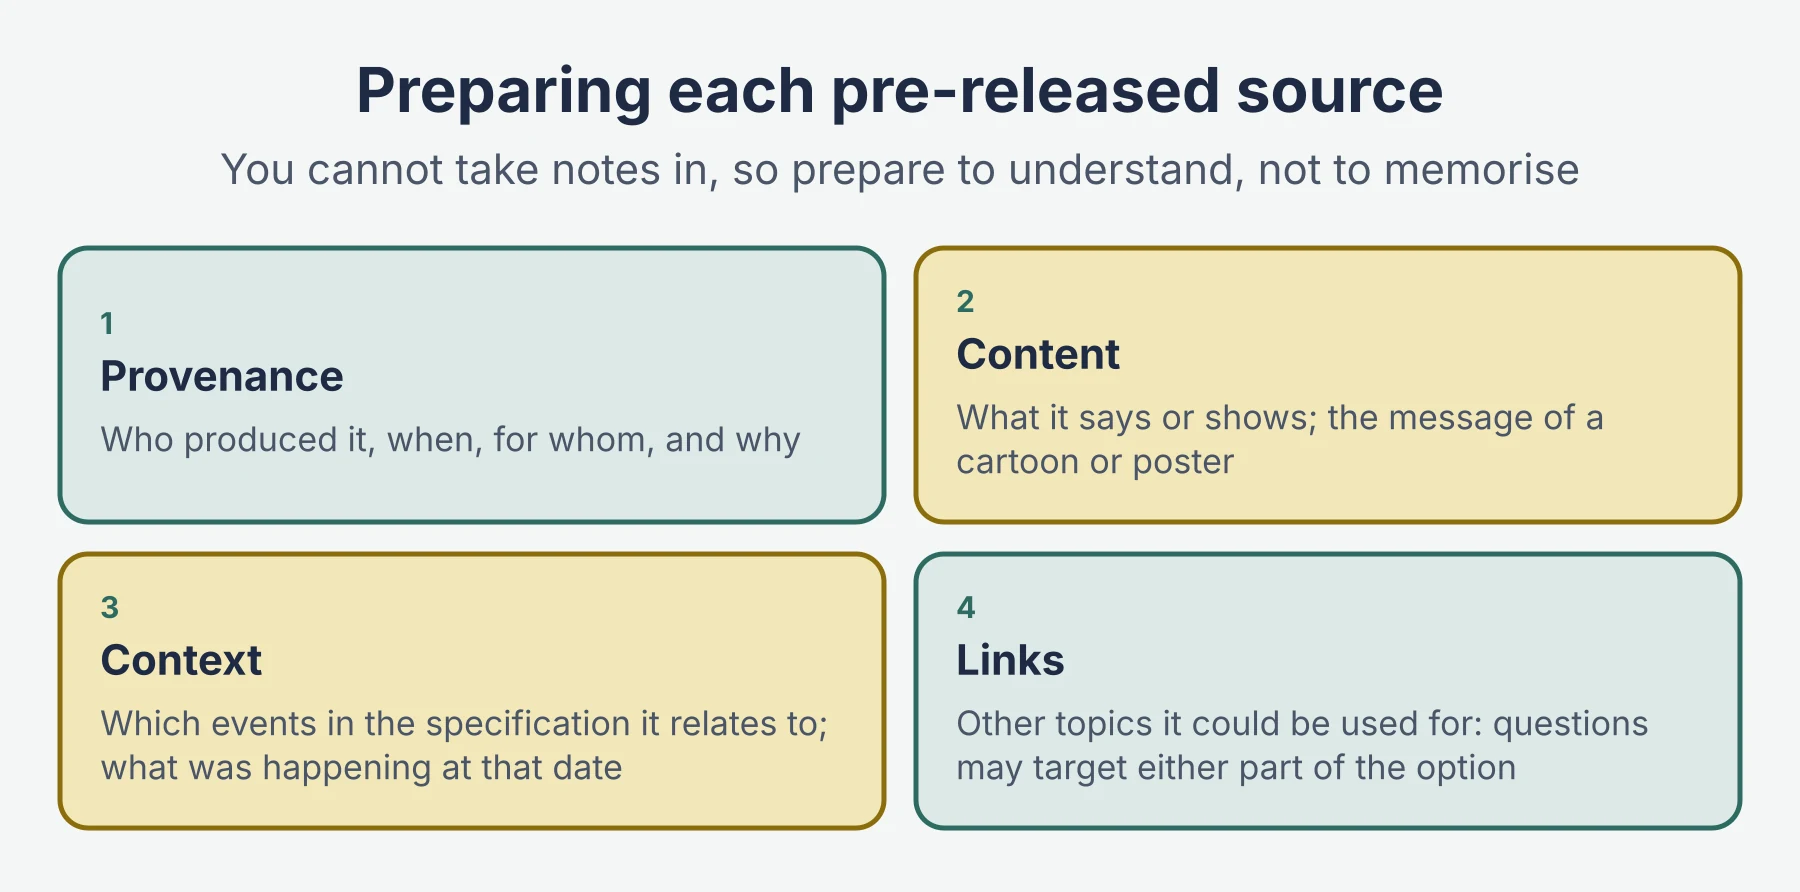 Preparing each pre-released source
You cannot take notes in, so prepare to understand, not to memorise
1
Provenance
Who produced it, when, for whom, and why
2
Content
What it says or shows; the message of a
cartoon or poster
3
Context
Which events in the specification it relates to;
what was happening at that date
4
Links
Other topics it could be used for: questions
may target either part of the option